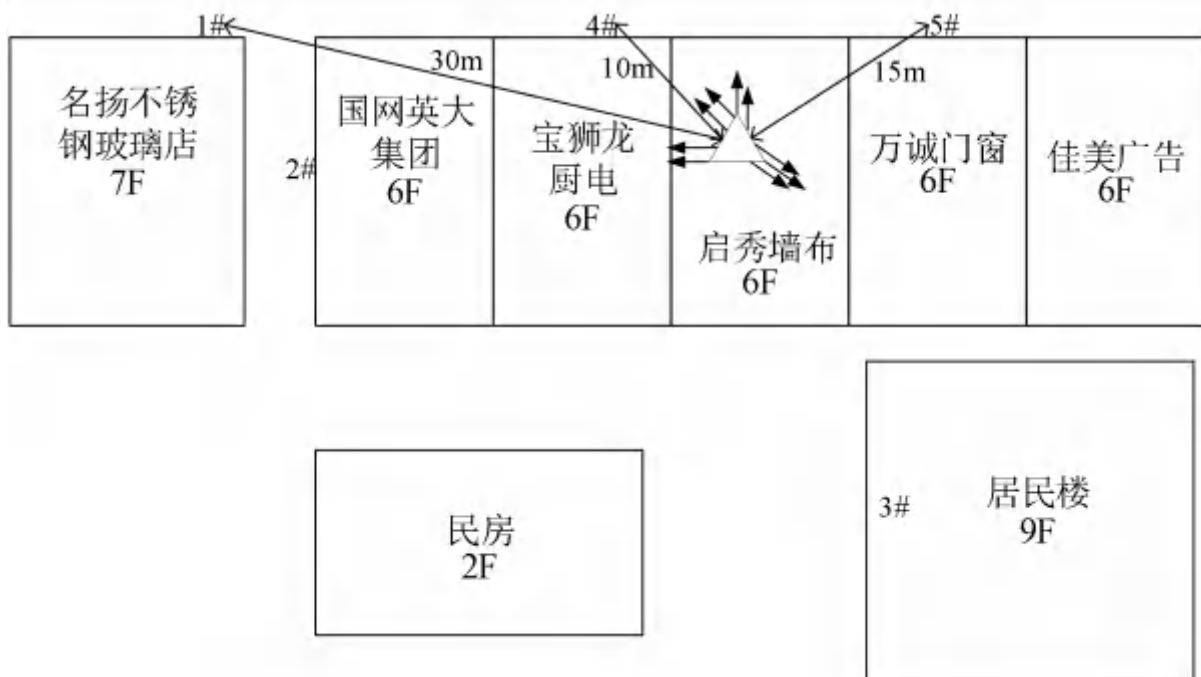 1#
4#
5#
30m
10m
15m
名扬不锈
钢玻璃店
7F
2#
国网英大
集团
6F
宝狮龙
厨电
6F
启秀墙布
6F
万诚门窗
6F
佳美广告
6F
民房
2F
3#
居民楼
9F